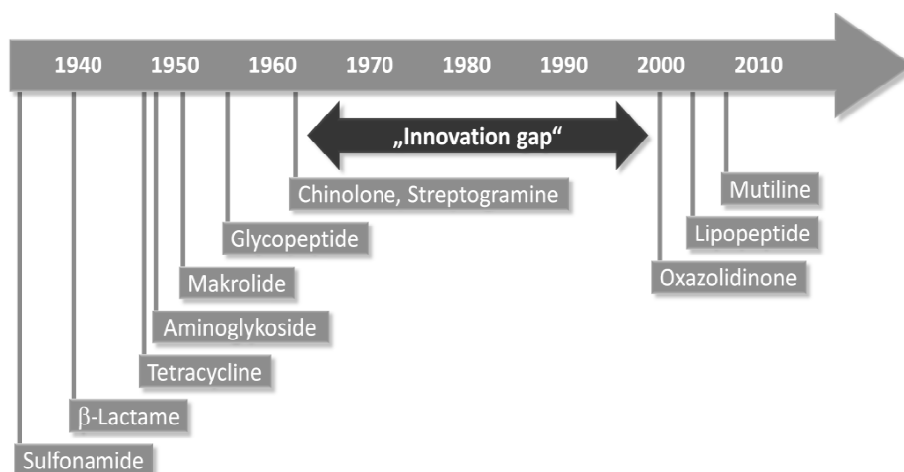 1940 1950 1960 1970 1980 1990 2000 2010
„Innovation gap“
Chinolone, Streptogramine
Mutiline
Glycopeptide
Lipopeptide
Makrolide
Oxazolidinone
Aminoglykoside
Tetracycline
β-Lactame
Sulfonamide